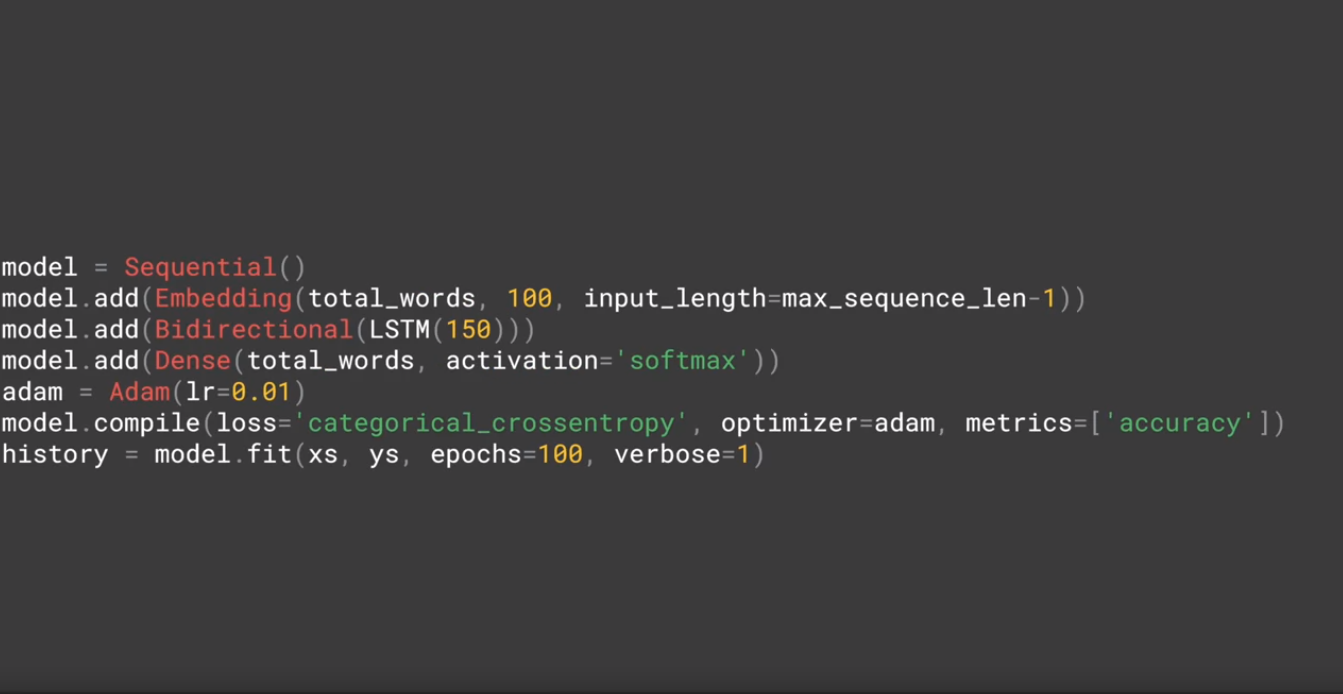 model = Sequential()
model.add(Embedding(total_words, 100, input_length=max_sequence_len-1))
model.add(Bidirectional(LSTM(150)))
model.add(Dense(total_words, activation='softmax'))
adam = Adam(lr=0.01)
model.compile(loss='categorical_crossentropy', optimizer=adam, metrics=['accuracy'])
history = model.fit(xs, ys, epochs=100, verbose=1)